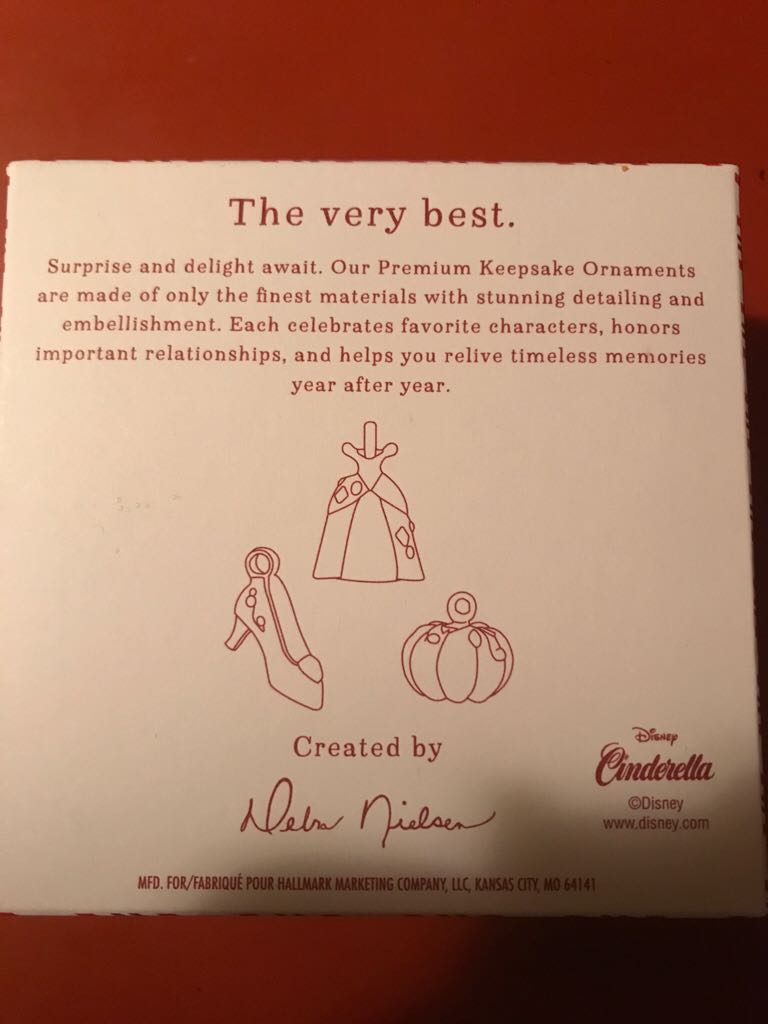 The very best.
Surprise and delight await. Our Premium Keepsake Ornaments
are made of only the finest materials with stunning detailing and
embellishment. Each celebrates favorite characters, honors
important relationships, and helps you relive timeless memories
year after year.
Created by
Debra Nielsen
Disney
Cinderella
©Disney
www.disney.com
MFD. FOR/FABRIQUÉ POUR HALLMARK MARKETING COMPANY, LLC, KANSAS CITY, MO 64141